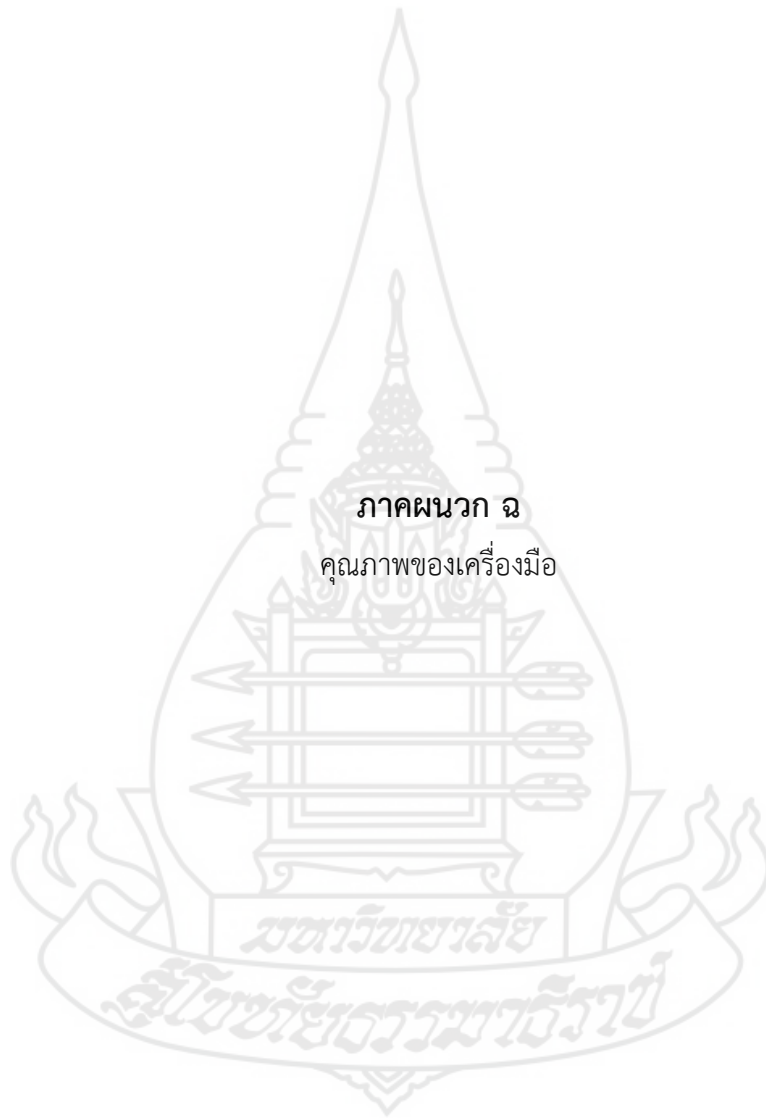 ภาคผนวก ฉ
คุณภาพของเครื่องมือ
มหาวิทยาลัย
สุโขทัยธรรมาธิราช